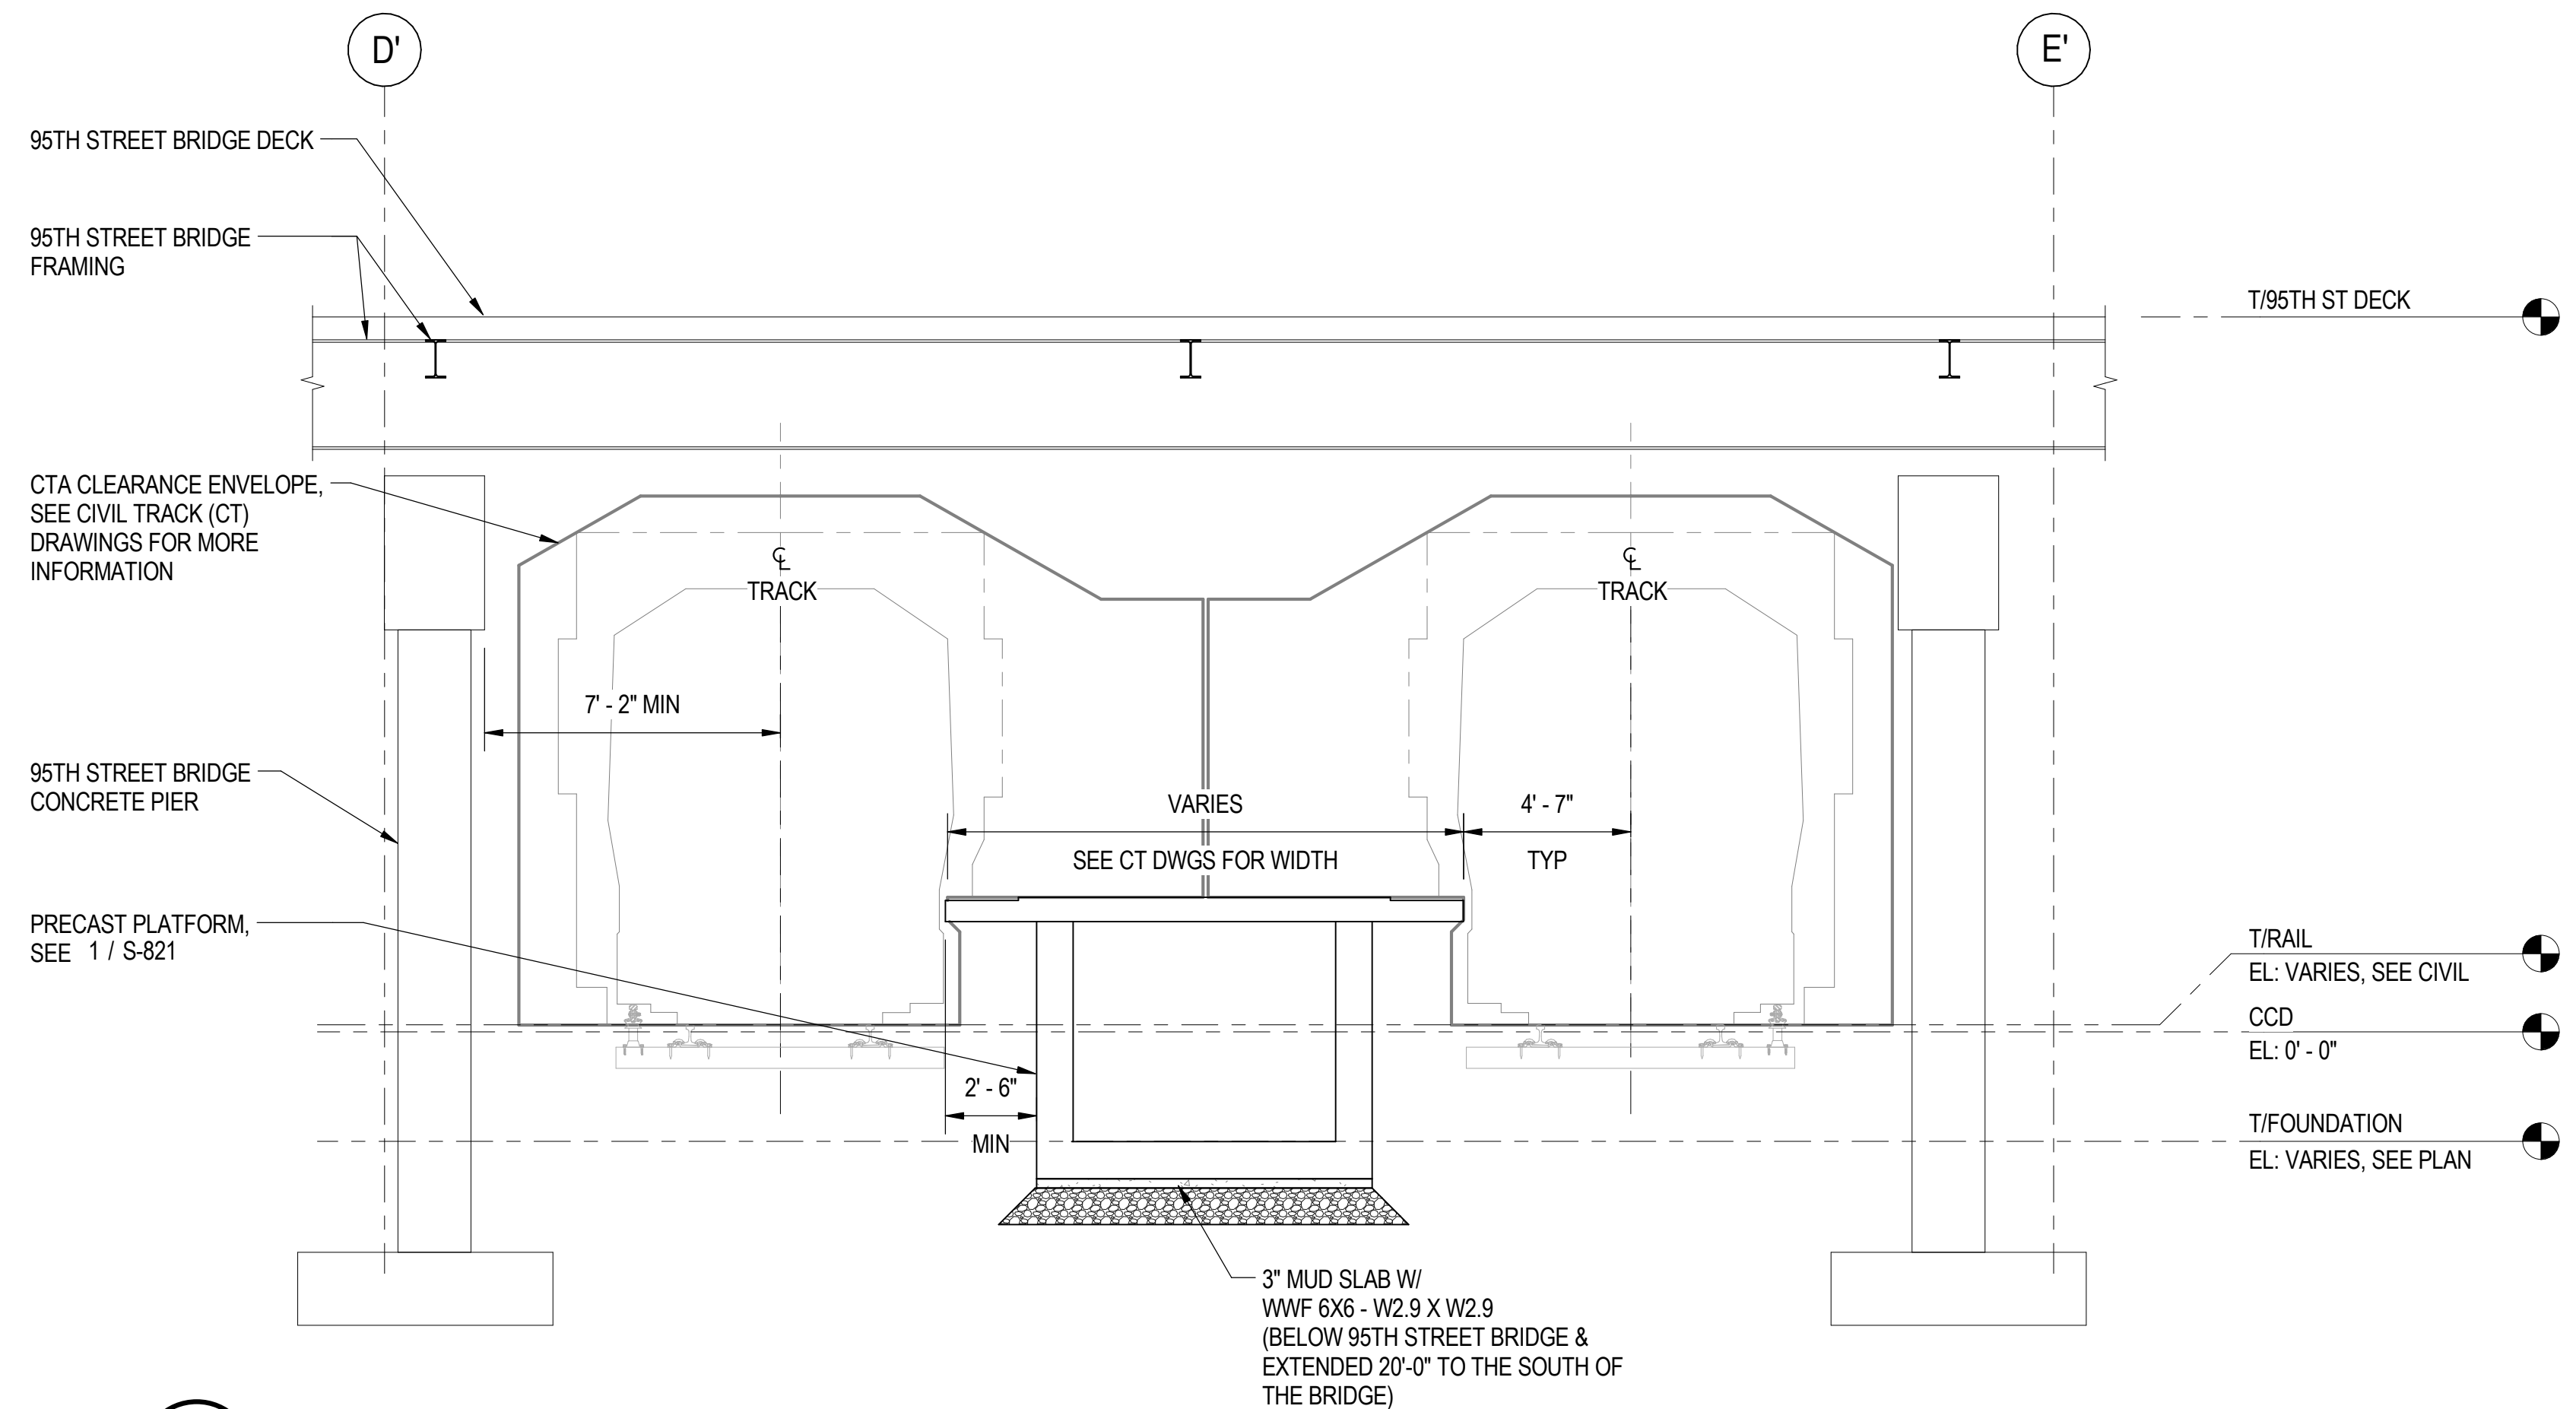 D'
E'
95TH STREET BRIDGE DECK
95TH STREET BRIDGE
FRAMING
T/95TH ST DECK
CTA CLEARANCE ENVELOPE,
SEE CIVIL TRACK (CT)
DRAWINGS FOR MORE
INFORMATION
℄
TRACK
℄
TRACK
7' - 2" MIN
95TH STREET BRIDGE
CONCRETE PIER
VARIES
SEE CT DWGS FOR WIDTH
4' - 7"
TYP
PRECAST PLATFORM,
SEE 1 / S-821
T/RAIL
EL: VARIES, SEE CIVIL
CCD
EL: 0' - 0"
2' - 6"
MIN
T/FOUNDATION
EL: VARIES, SEE PLAN
3" MUD SLAB W/
WWF 6X6 - W2.9 X W2.9
(BELOW 95TH STREET BRIDGE &
EXTENDED 20'-0" TO THE SOUTH OF
THE BRIDGE)